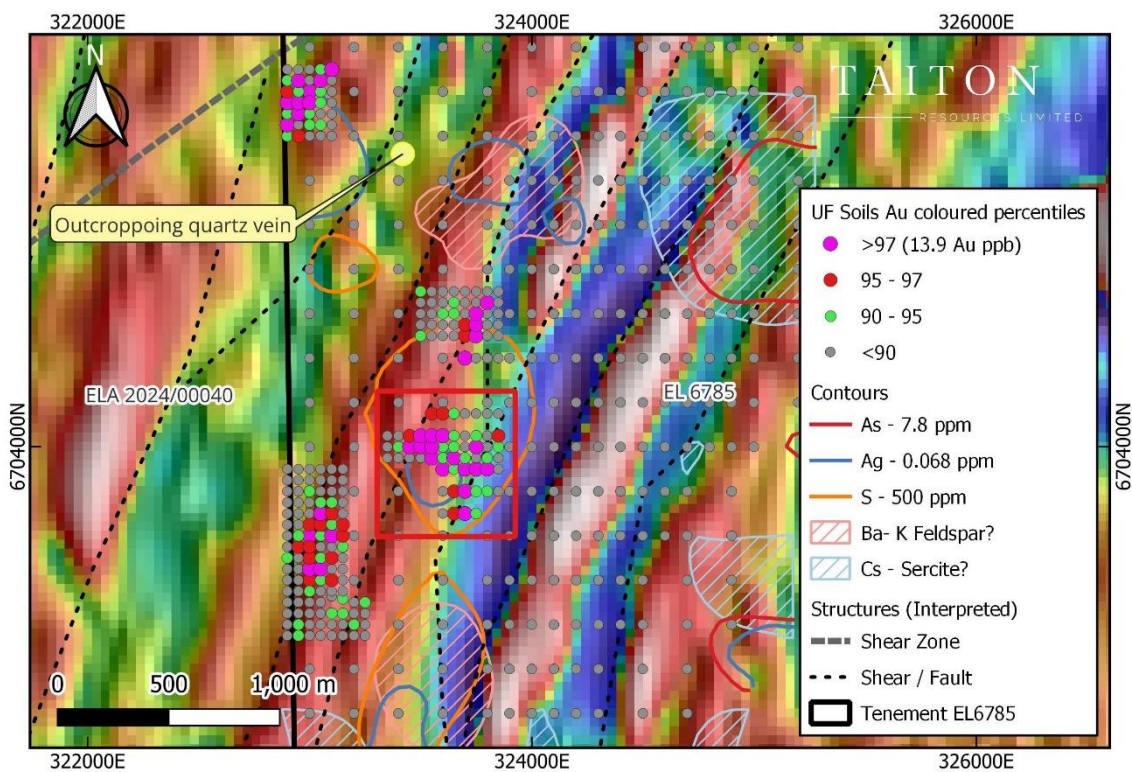 322000E
324000E
326000E
N
TAITON
RESOURCES LIMITED
Outcroppoing quartz vein
UF Soils Au coloured percentiles
>97 (13.9 Au ppb)
95 - 97
90 - 95
<90
ELA 2024/00040
EL 6785
Contours
As - 7.8 ppm
Ag - 0.068 ppm
S - 500 ppm
Ba- K Feldspar?
Cs - Sercite?
6704000N
6704000N
Structures (Interpreted)
Shear Zone
Shear / Fault
Tenement EL6785
0 500 1,000 m
322000E
324000E
326000E